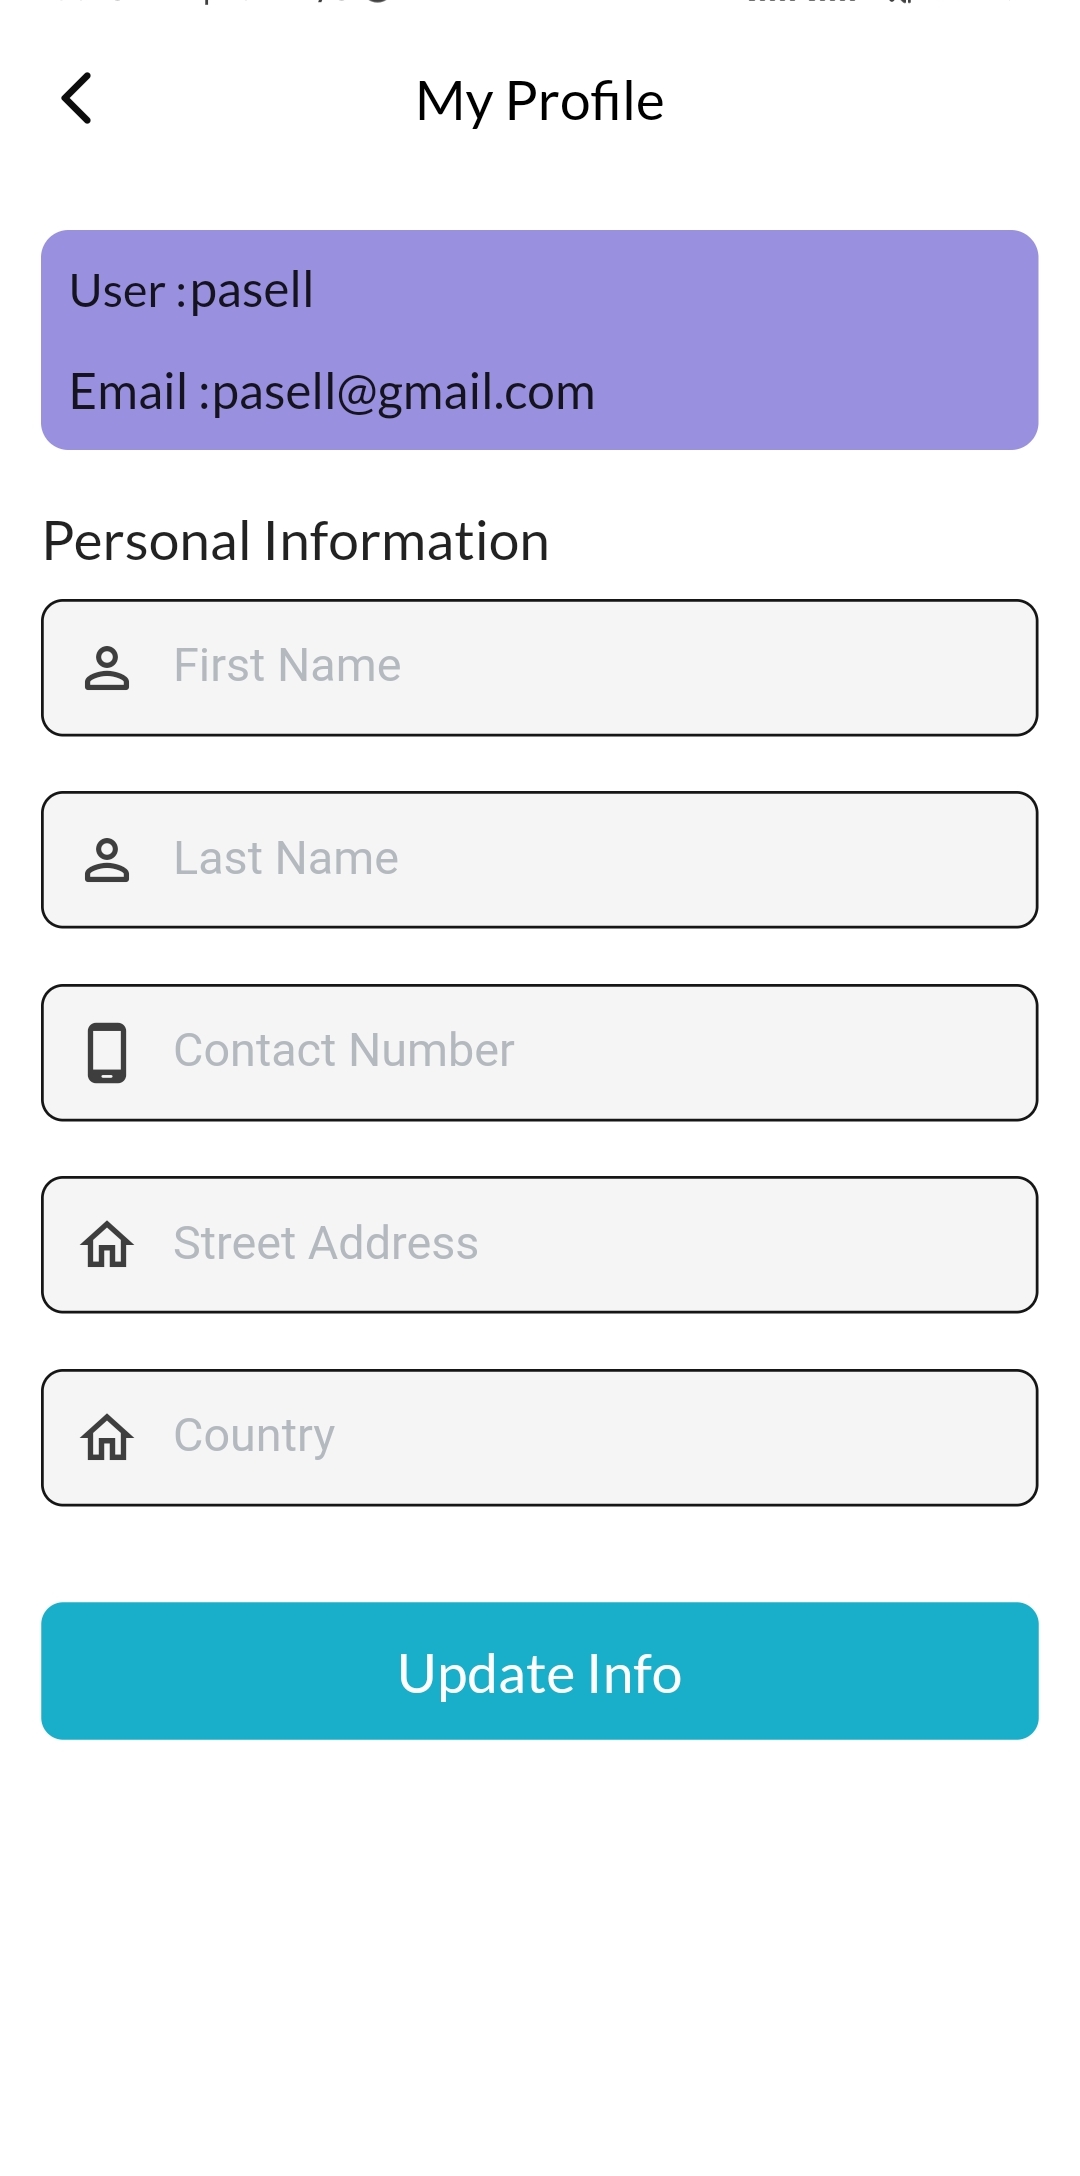 My Profile
User :pasell
Email :pasell@gmail.com
Personal Information
First Name
Last Name
Contact Number
Street Address
Country
Update Info